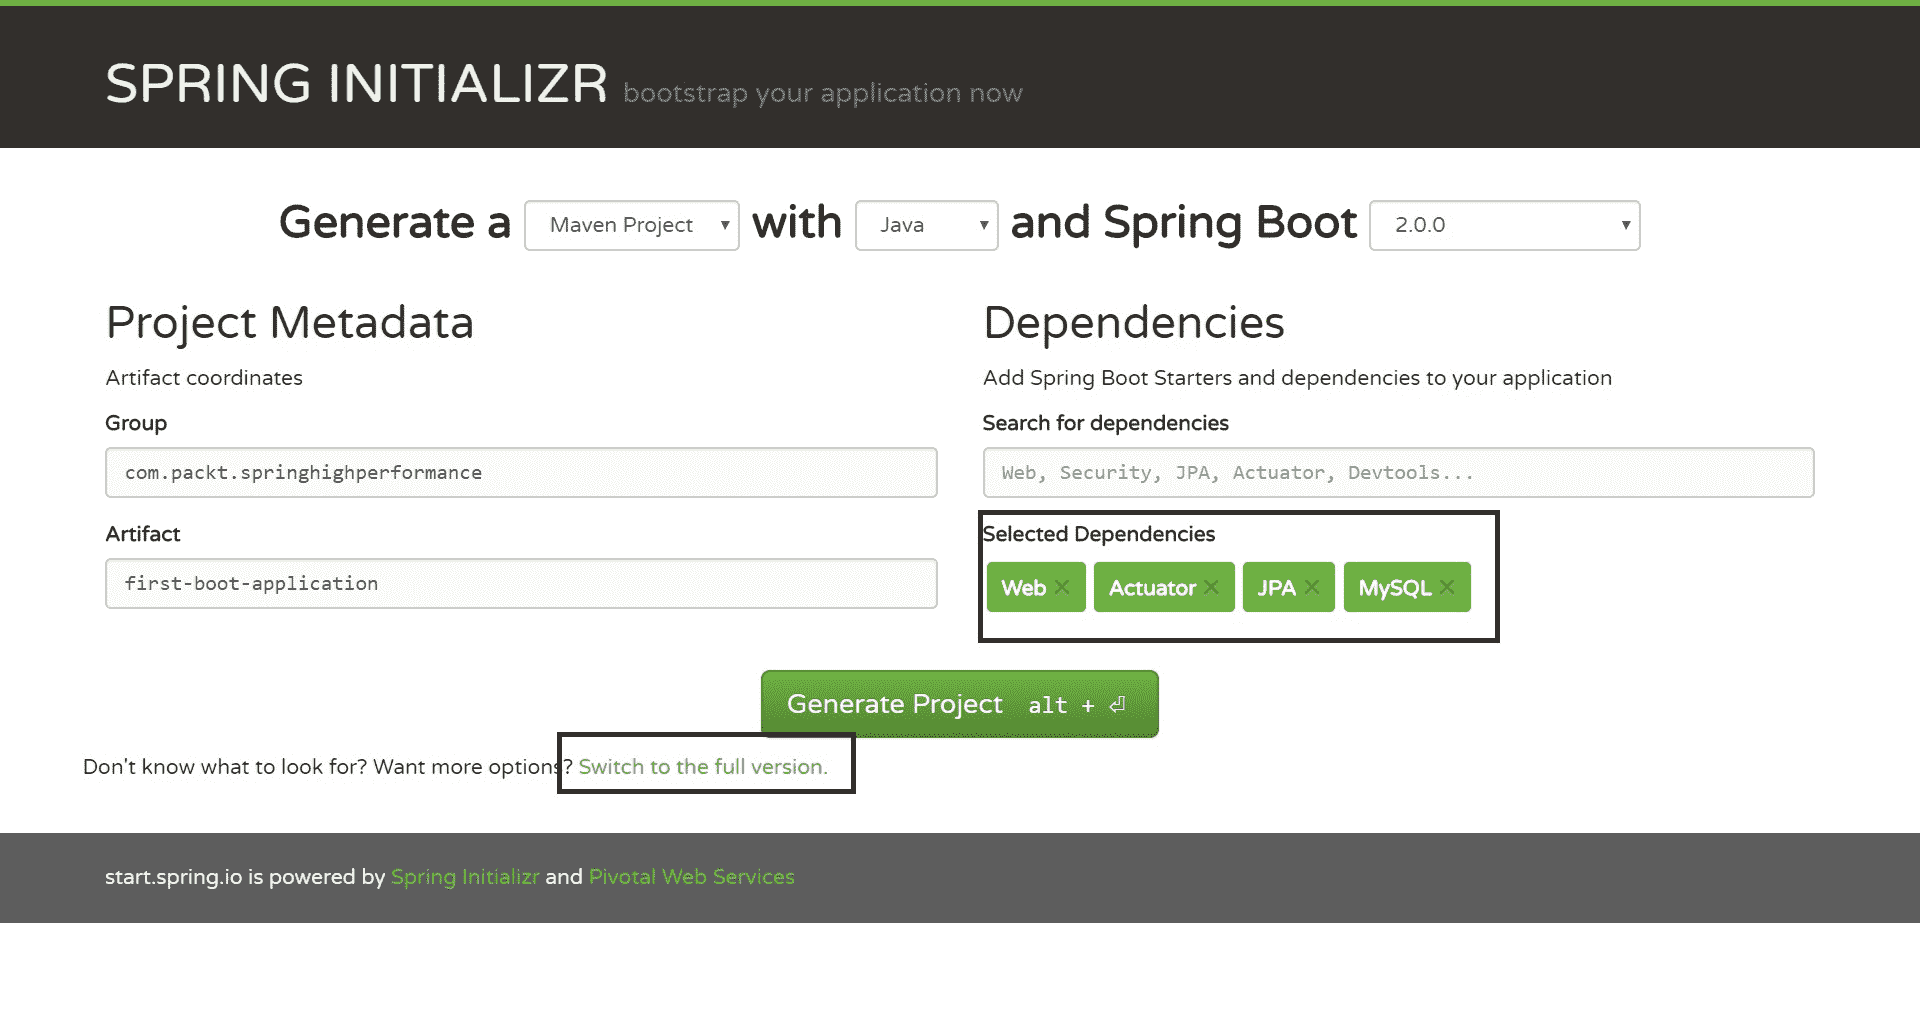 SPRING INITIALIZR bootstrap your application now
Generate a Maven Project with Java and Spring Boot 2.0.0
Project Metadata
Artifact coordinates
Group
com.packt.springhighperformance
Artifact
first-boot-application
Dependencies
Add Spring Boot Starters and dependencies to your application
Search for dependencies
Web, Security, JPA, Actuator, Devtools...
Selected Dependencies
Web Actuator JPA MySQL
Generate Project alt + ⏎
Don't know what to look for? Want more options? Switch to the full version.
start.spring.io is powered by Spring Initializr and Pivotal Web Services